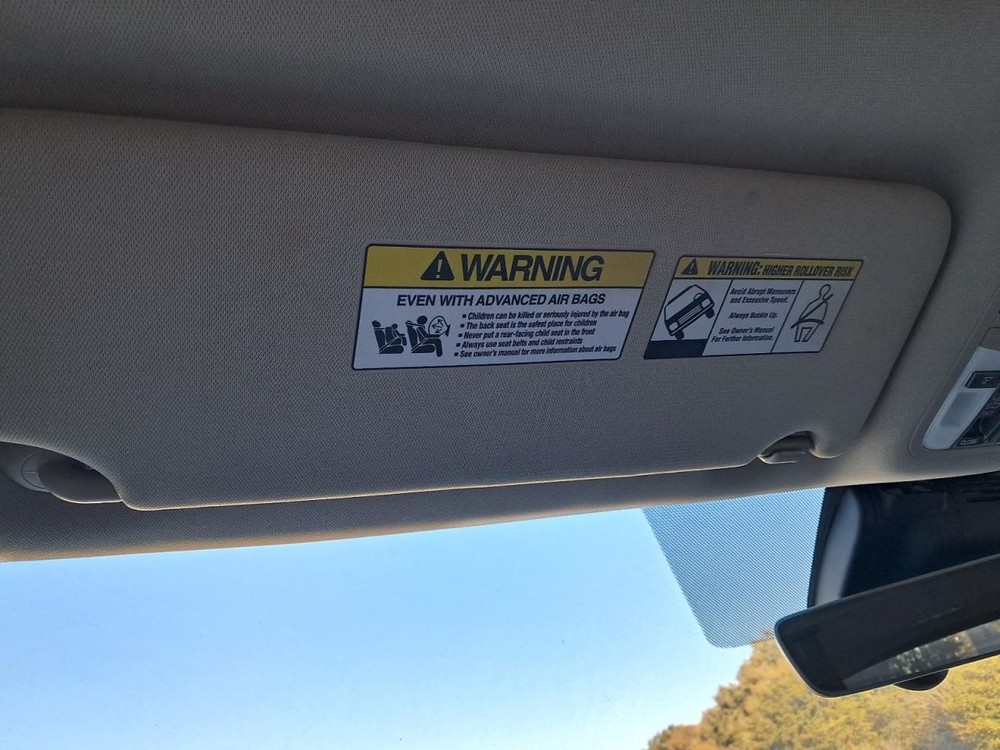 WARNING
EVEN WITH ADVANCED AIR BAGS
• Children can be killed or seriously injured by the air bag
• The back seat is the safest place for children
• Never put a rear-facing child seat in the front
• Always use seat belts and child restraints
• See owner's manual for more information about air bags
WARNING: HIGHER ROLLOVER RISK
Avoid Abrupt Maneuvers
and Excessive Speed.
Always Buckle Up.
See Owner's Manual
For Further Information.
CLOSE